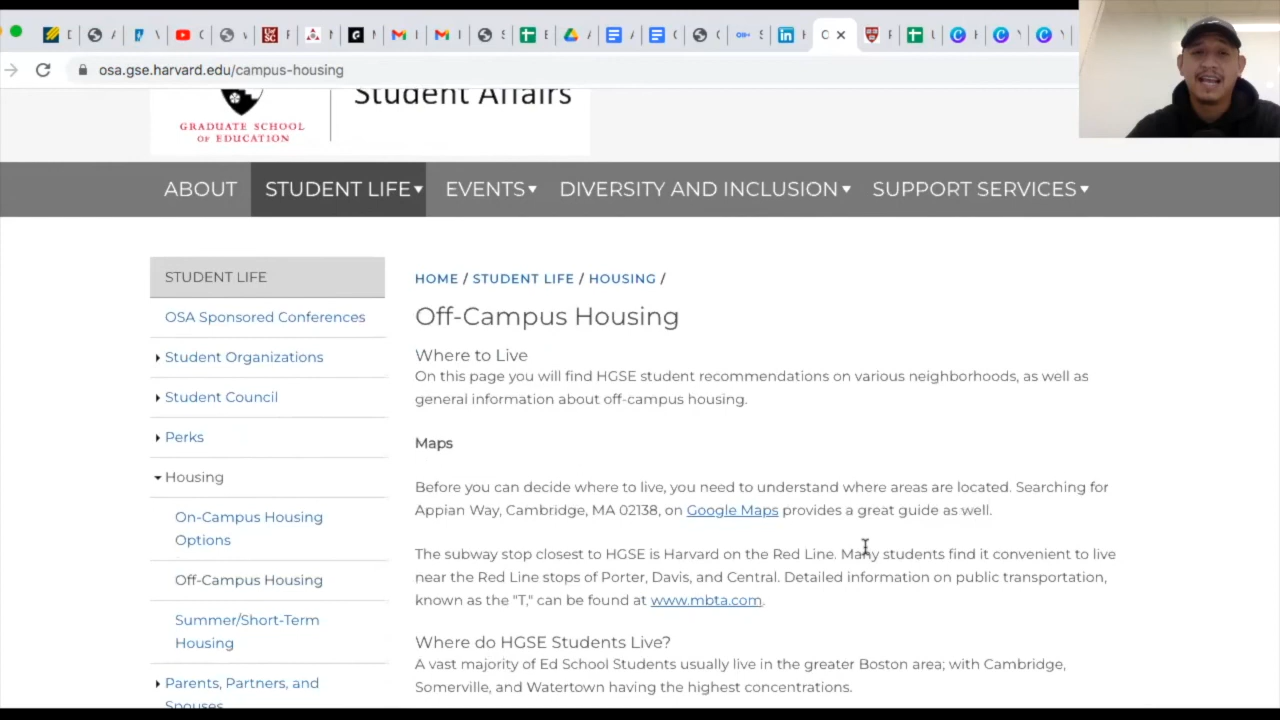 osa.gse.harvard.edu/campus-housing
Student Affairs
GRADUATE SCHOOL
OF EDUCATION
ABOUT STUDENT LIFE EVENTS DIVERSITY AND INCLUSION SUPPORT SERVICES
STUDENT LIFE
OSA Sponsored Conferences
Student Organizations
Student Council
Perks
Housing
On-Campus Housing
Options
Off-Campus Housing
Summer/Short-Term
Housing
Parents, Partners, and
Spouses
HOME / STUDENT LIFE / HOUSING /
Off-Campus Housing
Where to Live
On this page you will find HGSE student recommendations on various neighborhoods, as well as
general information about off-campus housing.
Maps
Before you can decide where to live, you need to understand where areas are located. Searching for
Appian Way, Cambridge, MA 02138, on Google Maps provides a great guide as well.
The subway stop closest to HGSE is Harvard on the Red Line. Many students find it convenient to live
near the Red Line stops of Porter, Davis, and Central. Detailed information on public transportation,
known as the "T," can be found at www.mbta.com.
Where do HGSE Students Live?
A vast majority of Ed School Students usually live in the greater Boston area; with Cambridge,
Somerville, and Watertown having the highest concentrations.